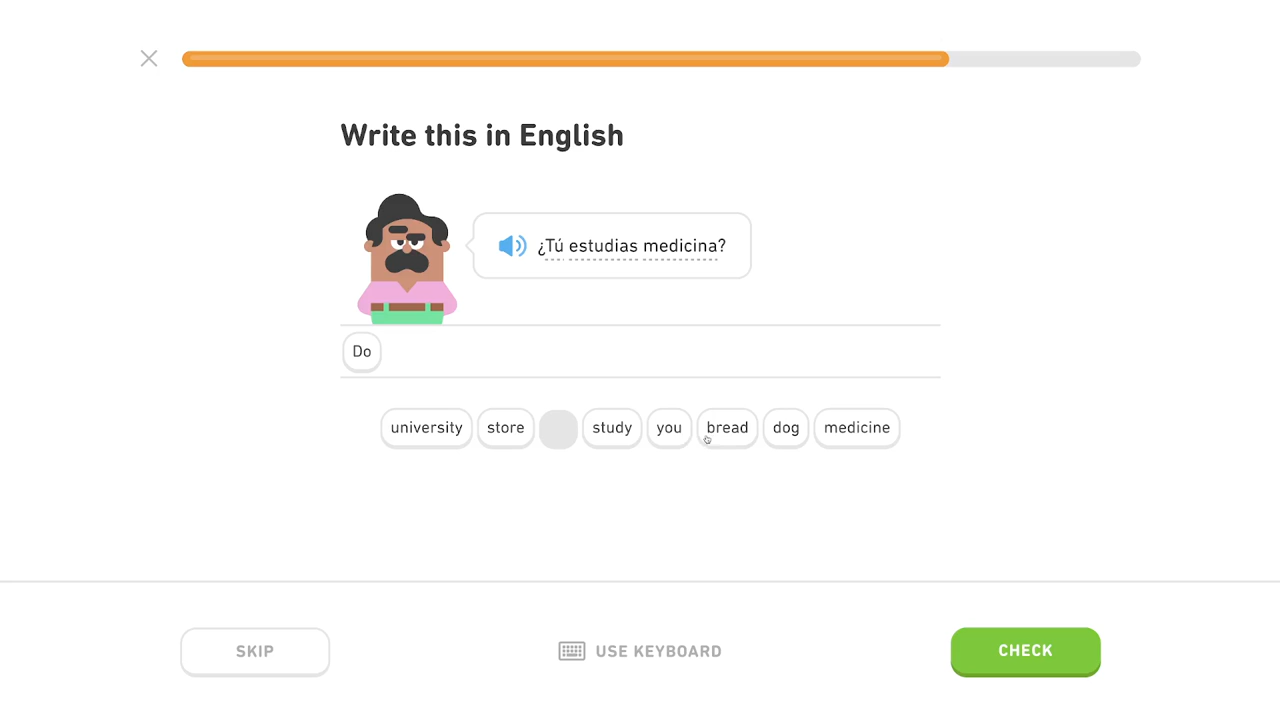 Write this in English
¿Tú estudias medicina?
Do
university store study you bread dog medicine
SKIP USE KEYBOARD CHECK